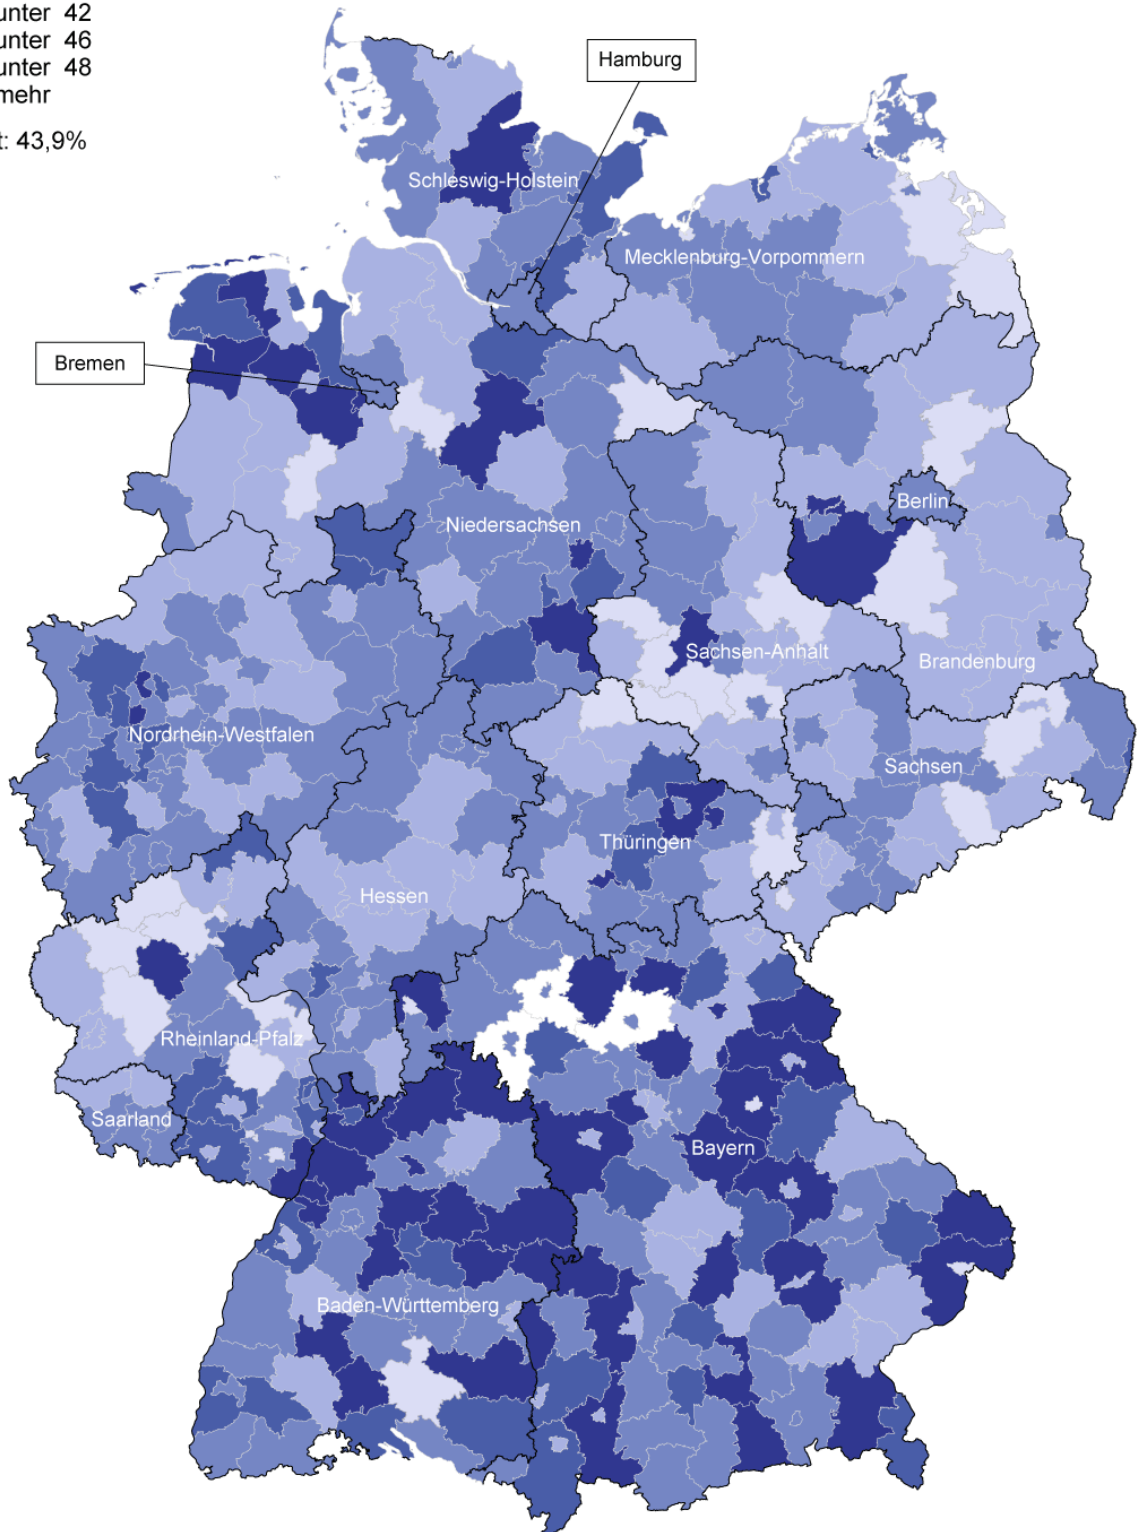 unter 42
unter 46
unter 48
mehr
t: 43,9%
Hamburg
Schleswig-Holstein
Mecklenburg-Vorpommern
Bremen
Berlin
Niedersachsen
Sachsen-Anhalt
Brandenburg
Nordrhein-Westfalen
Sachsen
Thüringen
Hessen
Rheinland-Pfalz
Saarland
Bayern
Baden-Württemberg